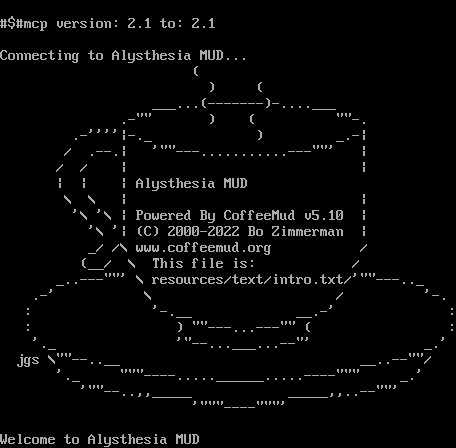 #$#mcp version: 2.1 to: 2.1
Connecting to Alysthesia MUD...
Alysthesia MUD
Powered By CoffeeMud v5.10
(C) 2000-2022 Bo Zimmerman
www.coffeemud.org
This file is:
resources/text/intro.txt
jgs
Welcome to Alysthesia MUD